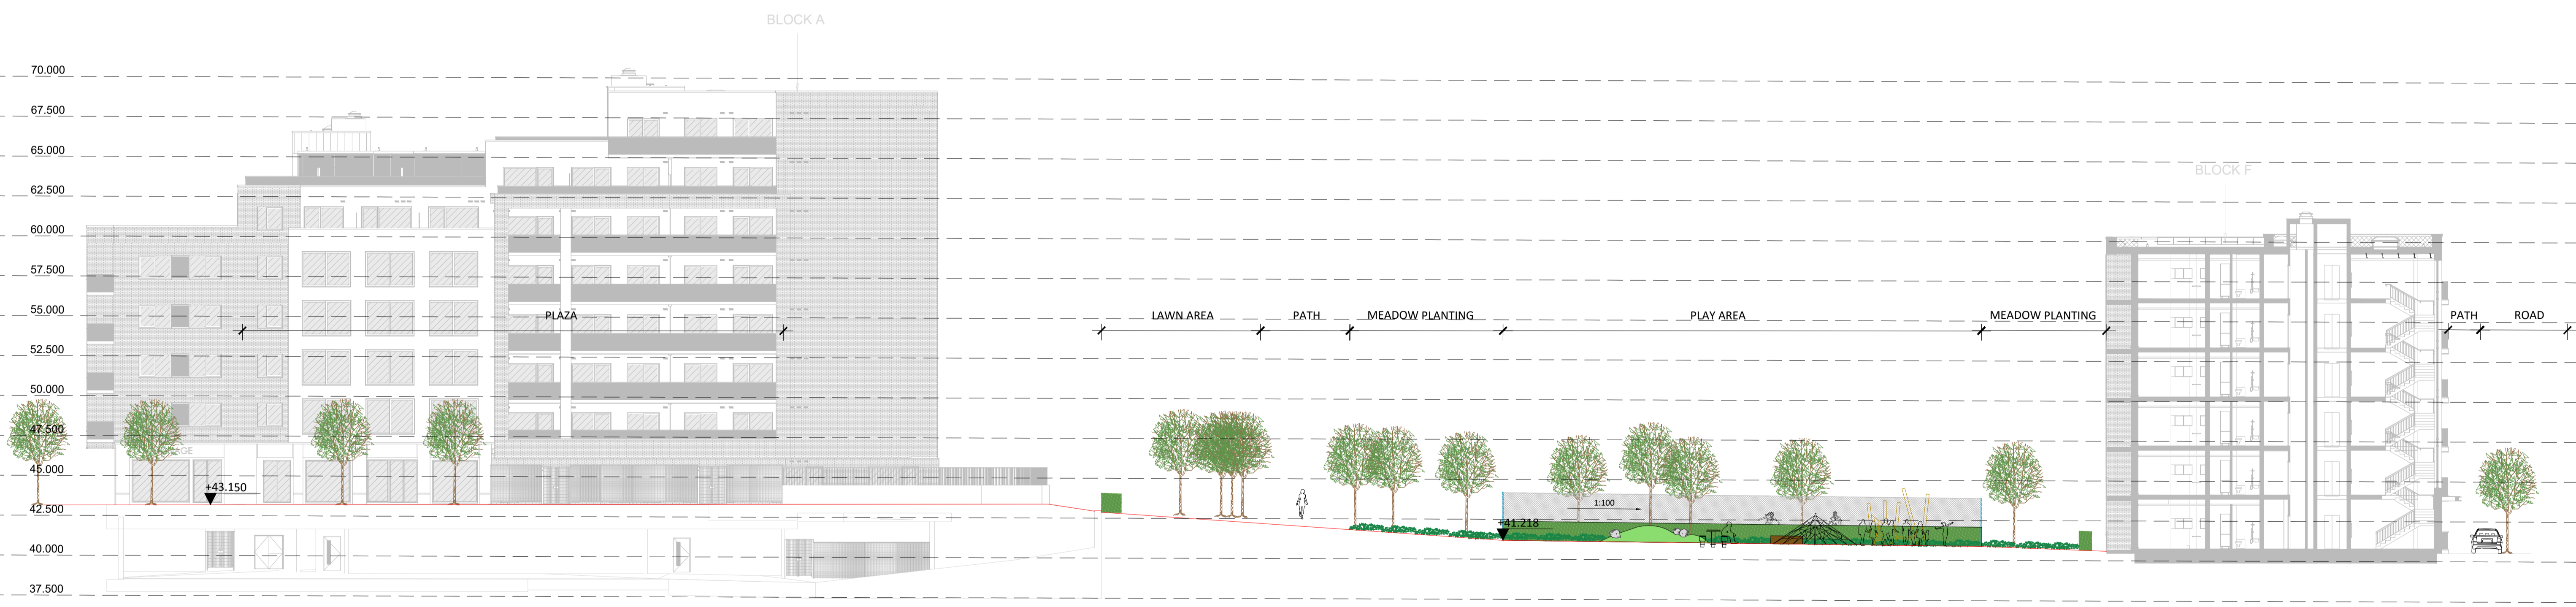 BLOCK A
70.000
67.500
65.000
62.500
BLOCK F
60.000
57.500
55.000
PLAZA
LAWN AREA
PATH
MEADOW PLANTING
PLAY AREA
MEADOW PLANTING
PATH
ROAD
52.500
50.000
47.500
45.000
+43.150
1:100
42.500
+41.218
40.000
37.500